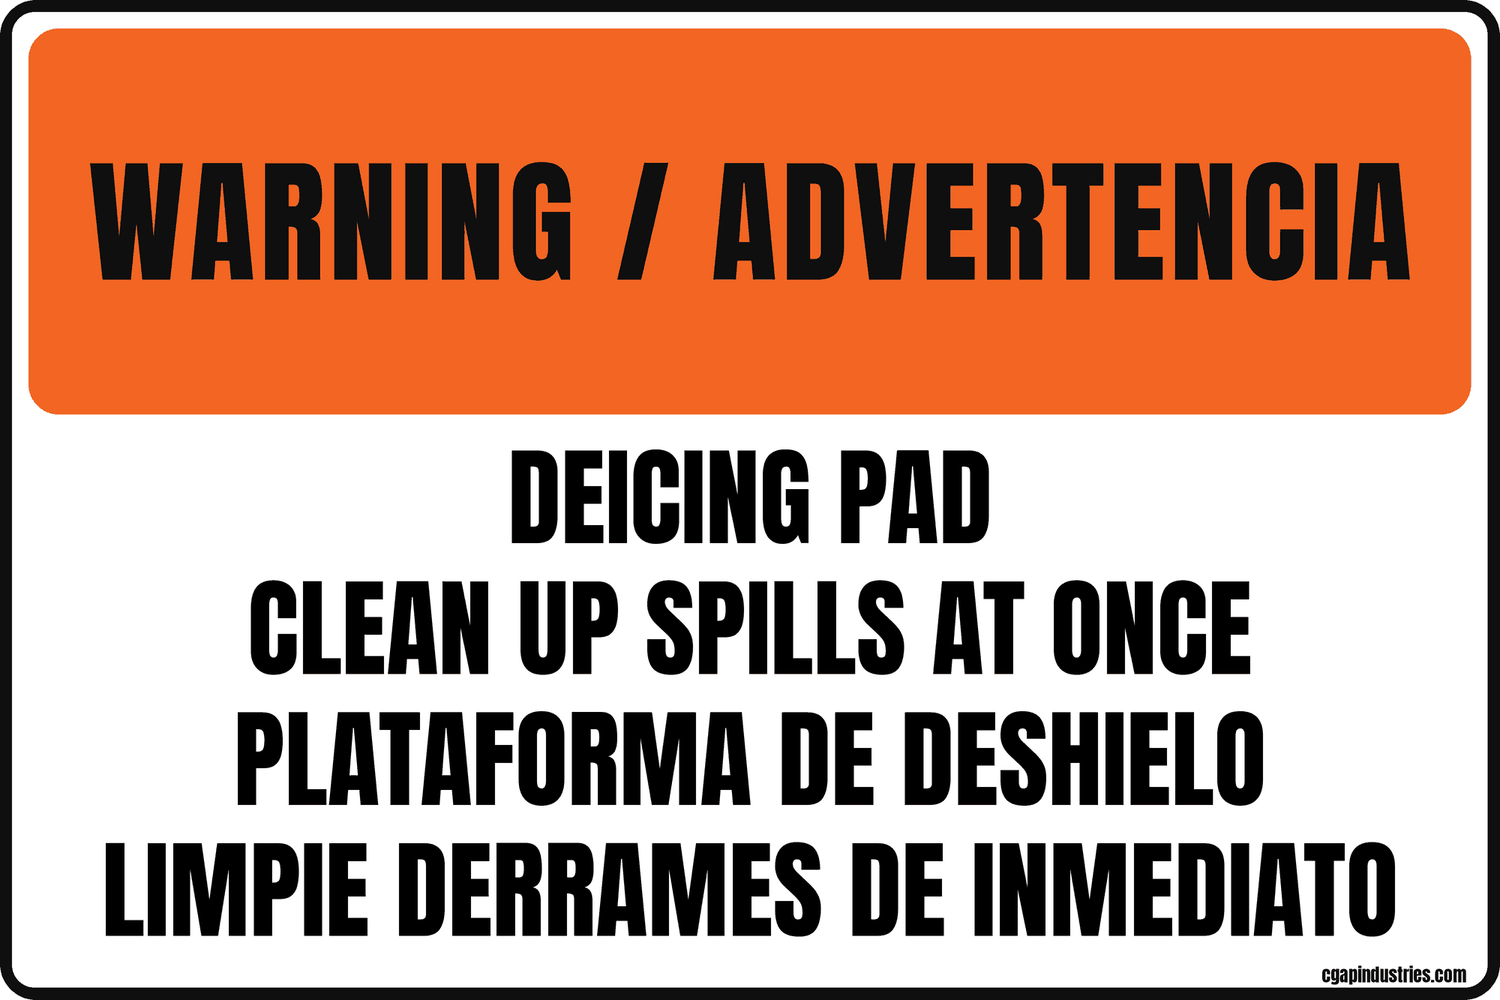 WARNING / ADVERTENCIA
DEICING PAD
CLEAN UP SPILLS AT ONCE
PLATAFORMA DE DESHIELO
LIMPIE DERRAMES DE INMEDIATO
cgapindustries.com